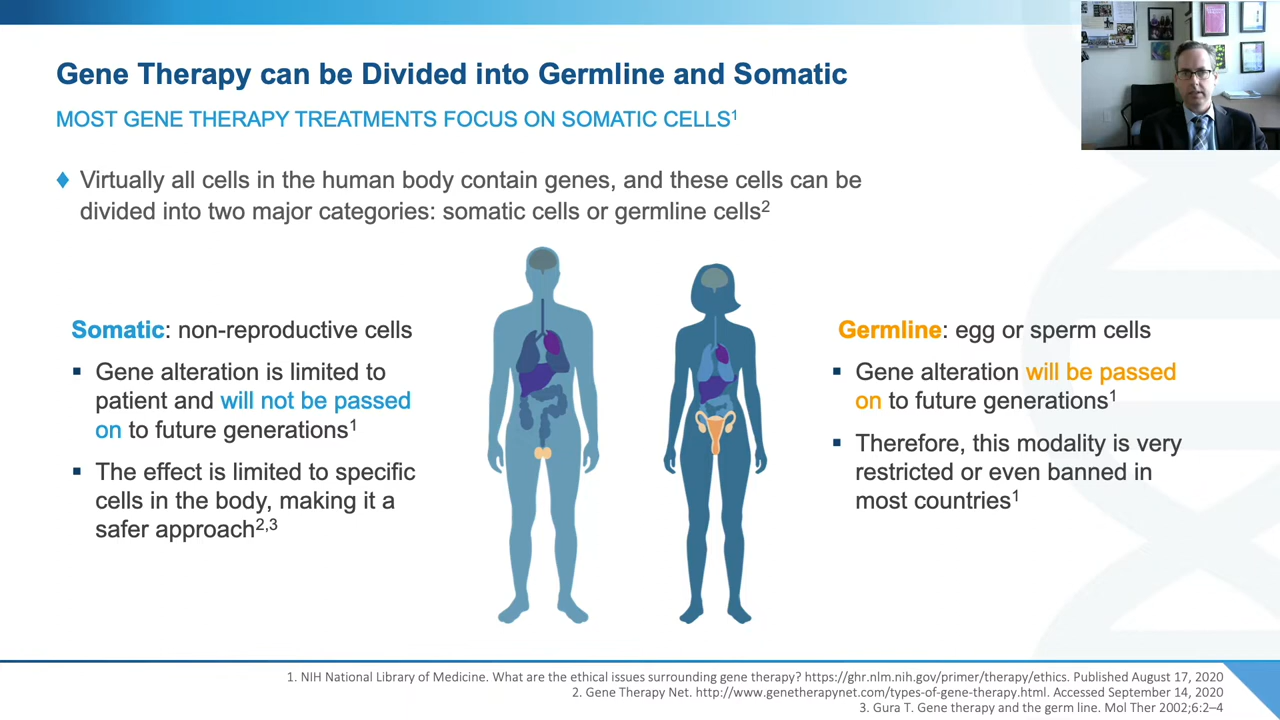 Gene Therapy can be Divided into Germline and Somatic
MOST GENE THERAPY TREATMENTS FOCUS ON SOMATIC CELLS¹
♦ Virtually all cells in the human body contain genes, and these cells can be
divided into two major categories: somatic cells or germline cells²
Somatic: non-reproductive cells
▪ Gene alteration is limited to
patient and will not be passed
on to future generations¹
▪ The effect is limited to specific
cells in the body, making it a
safer approach²,³
Germline: egg or sperm cells
▪ Gene alteration will be passed
on to future generations¹
▪ Therefore, this modality is very
restricted or even banned in
most countries¹
1. NIH National Library of Medicine. What are the ethical issues surrounding gene therapy? https://ghr.nlm.nih.gov/primer/therapy/ethics. Published August 17, 2020
2. Gene Therapy Net. http://www.genetherapynet.com/types-of-gene-therapy.html. Accessed September 14, 2020
3. Gura T. Gene therapy and the germ line. Mol Ther 2002;6:2–4